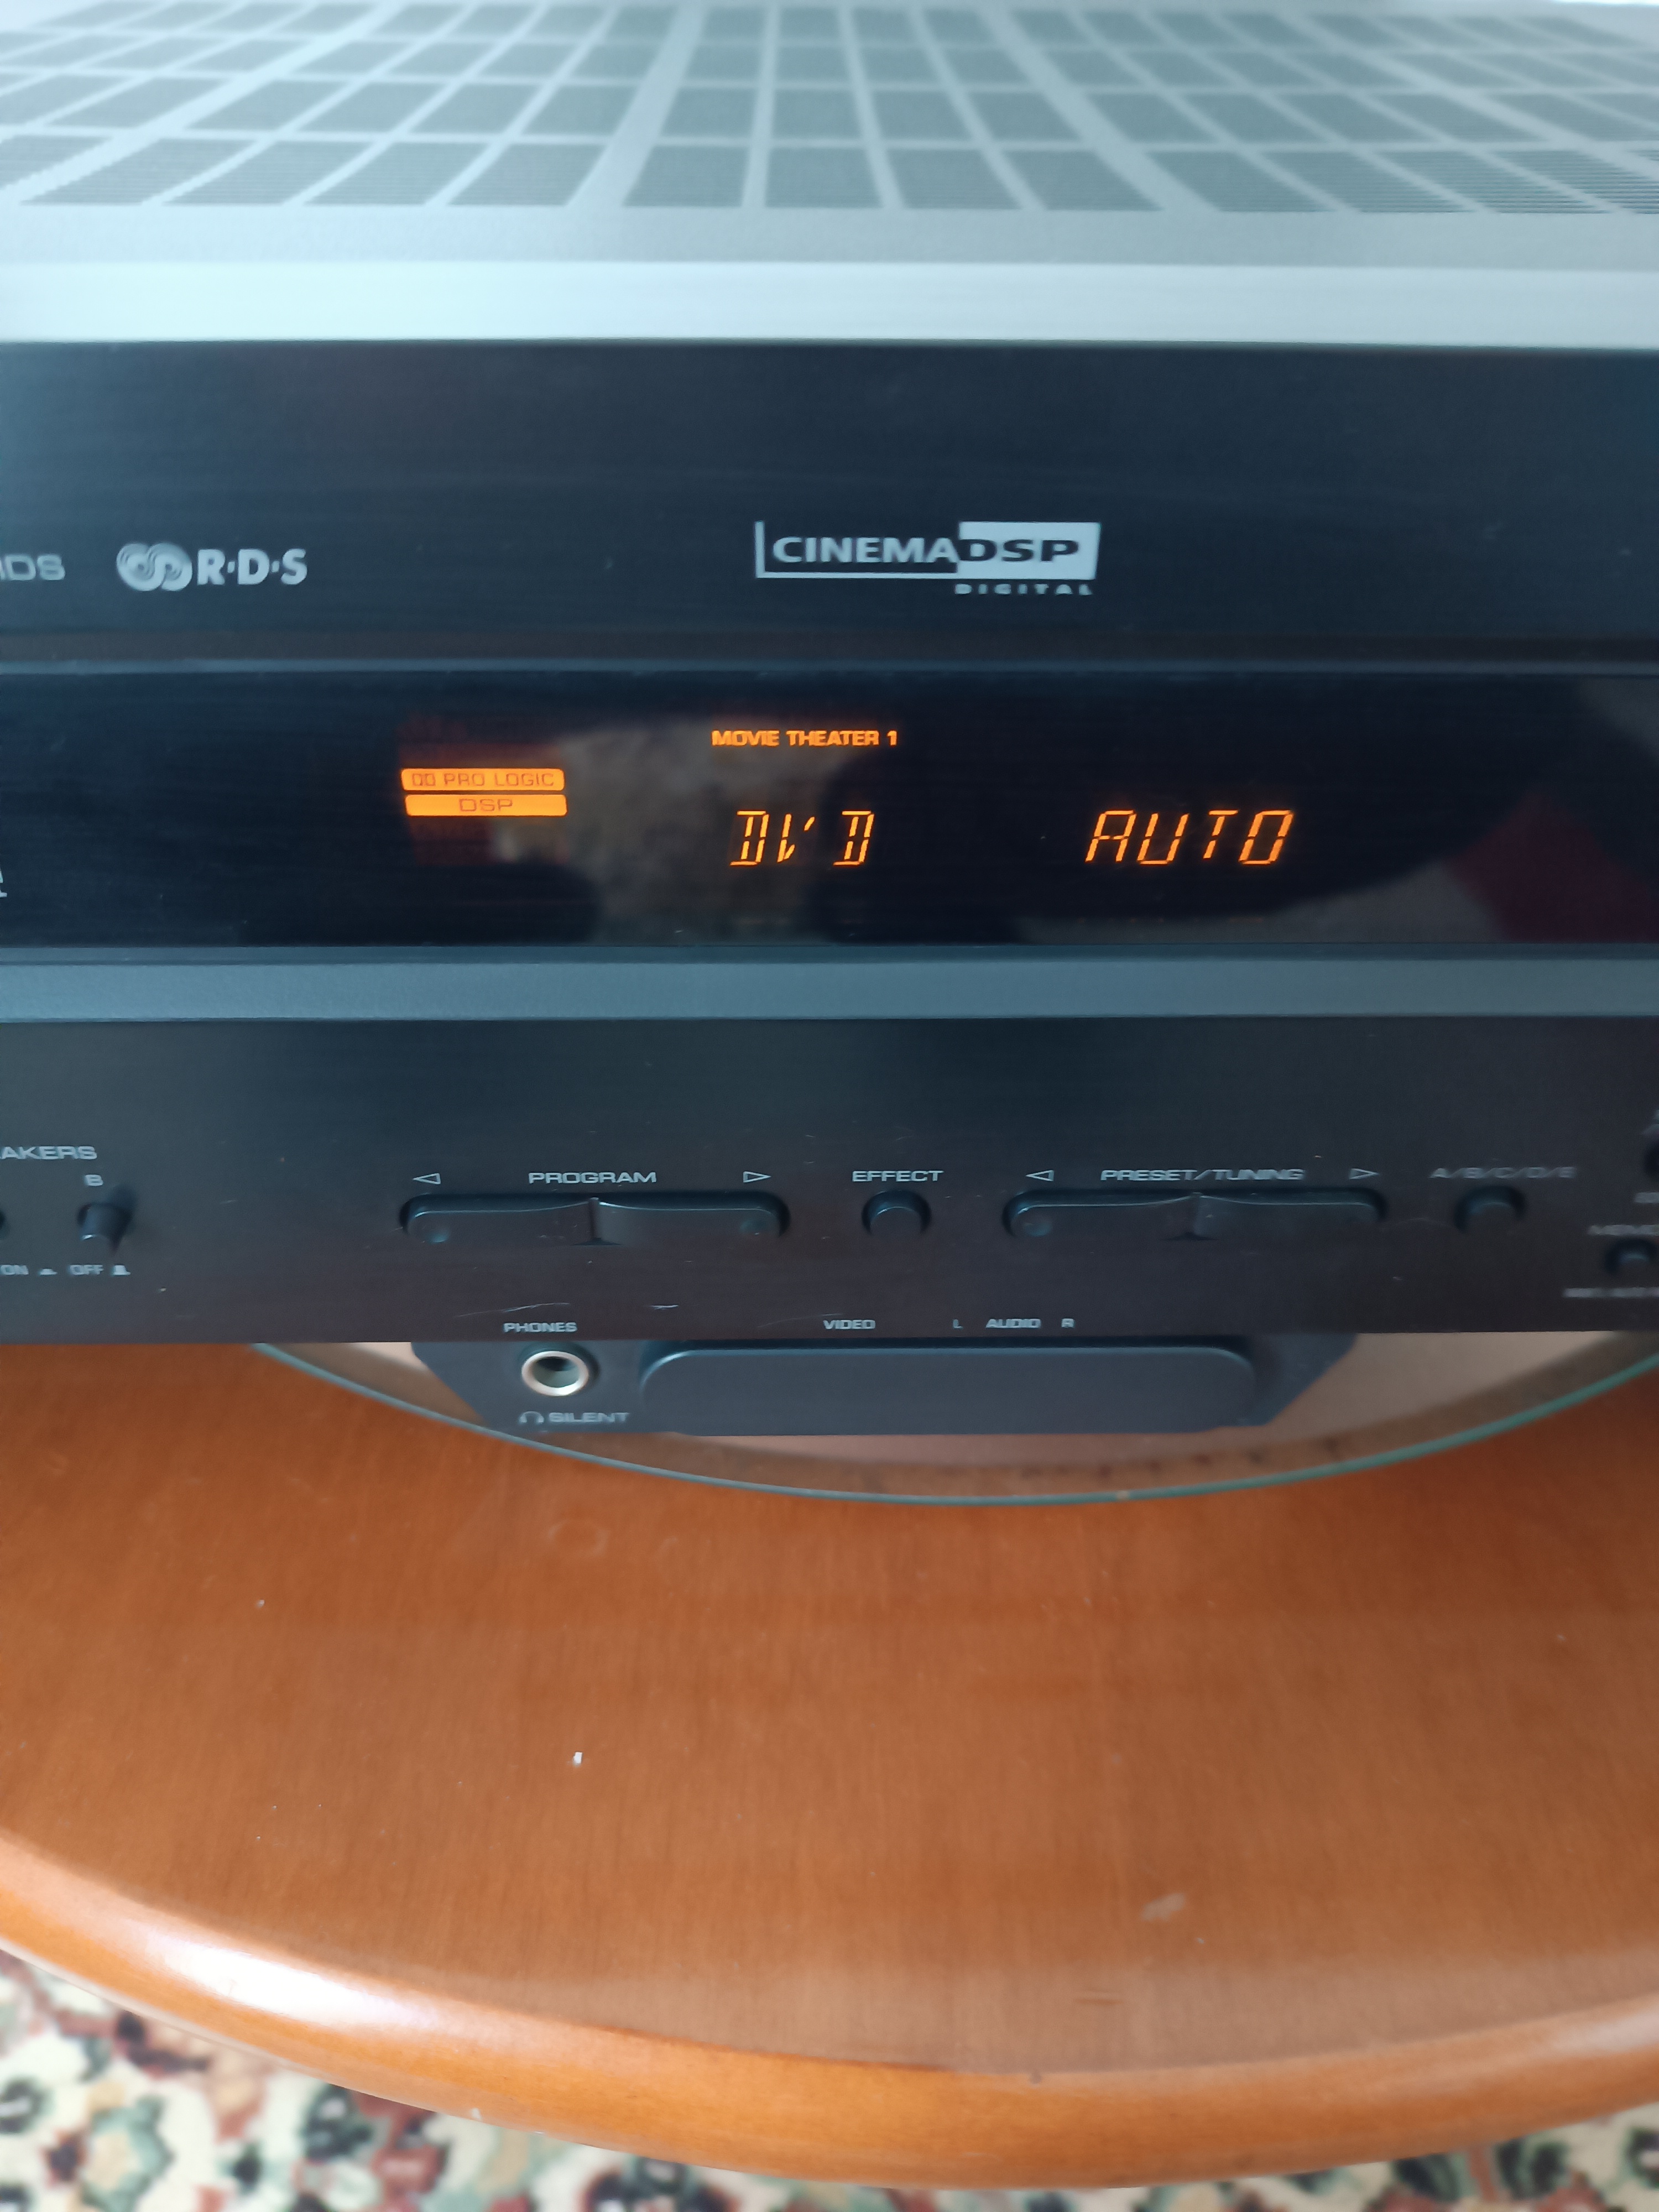 R·D·S
CINEMA DSP
DIGITAL
MOVIE THEATER 1
PRO LOGIC
DSP
DVD AUTO
B
PROGRAM
EFFECT
PRESET/TUNING
A/B/C/D/E
ON OFF
PHONES
VIDEO
L AUDIO R
SILENT